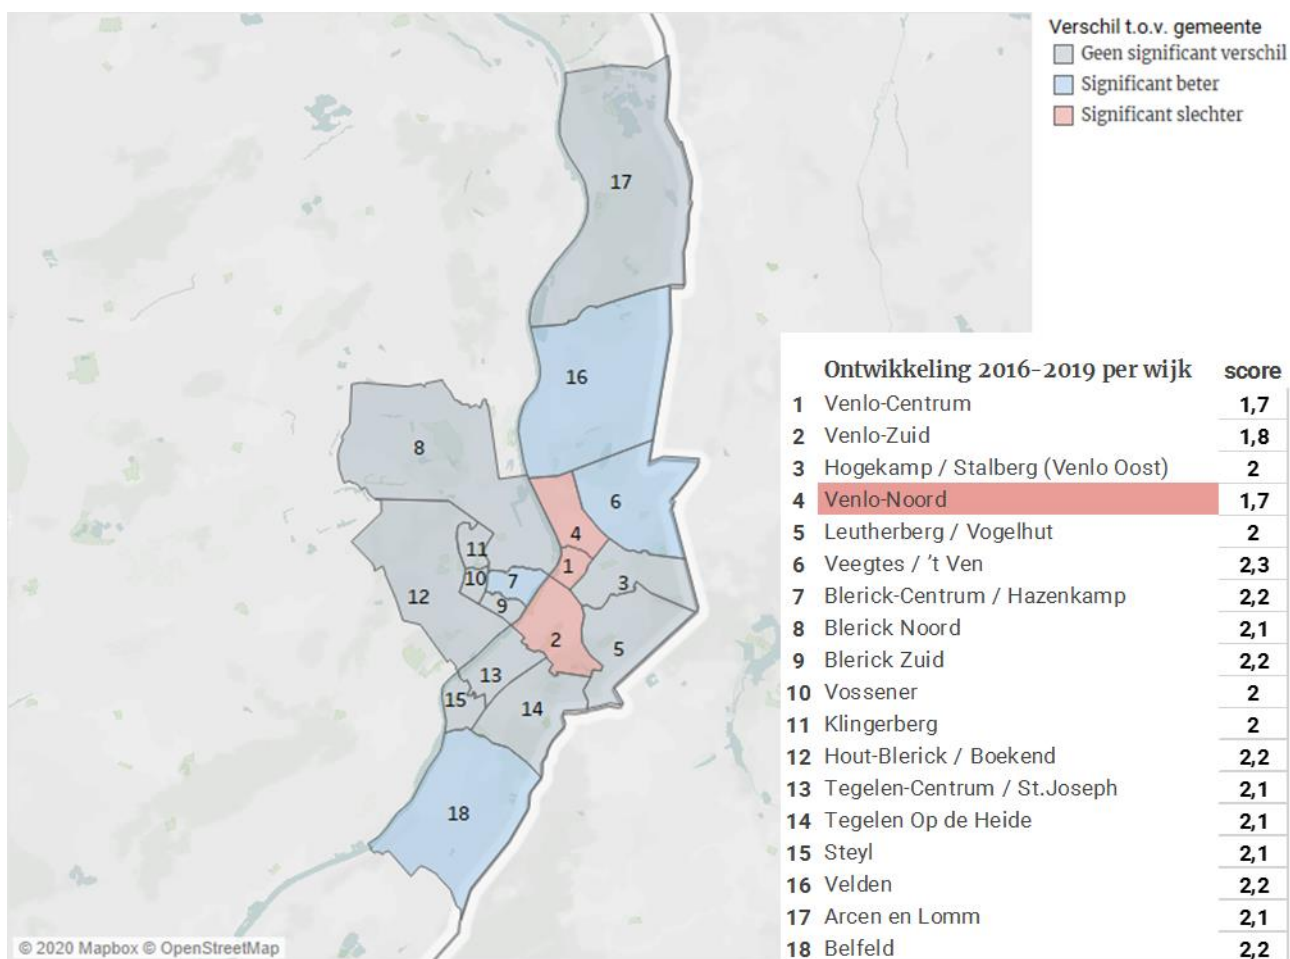 Verschil t.o.v. gemeente
Geen significant verschil
Significant beter
Significant slechter
17
16
8
6
4
11
1
10
7
3
12
9
2
5
13
15
14
18
Ontwikkeling 2016-2019 per wijk score
1 Venlo-Centrum 1,7
2 Venlo-Zuid 1,8
3 Hogekamp / Stalberg (Venlo Oost) 2
4 Venlo-Noord 1,7
5 Leutherberg / Vogelhut 2
6 Veegtes / 't Ven 2,3
7 Blerick-Centrum / Hazenkamp 2,2
8 Blerick Noord 2,1
9 Blerick Zuid 2,2
10 Vossener 2
11 Klingerberg 2
12 Hout-Blerick / Boekend 2,2
13 Tegelen-Centrum / St.Joseph 2,1
14 Tegelen Op de Heide 2,1
15 Steyl 2,1
16 Velden 2,2
17 Arcen en Lomm 2,1
18 Belfeld 2,2
© 2020 Mapbox © OpenStreetMap